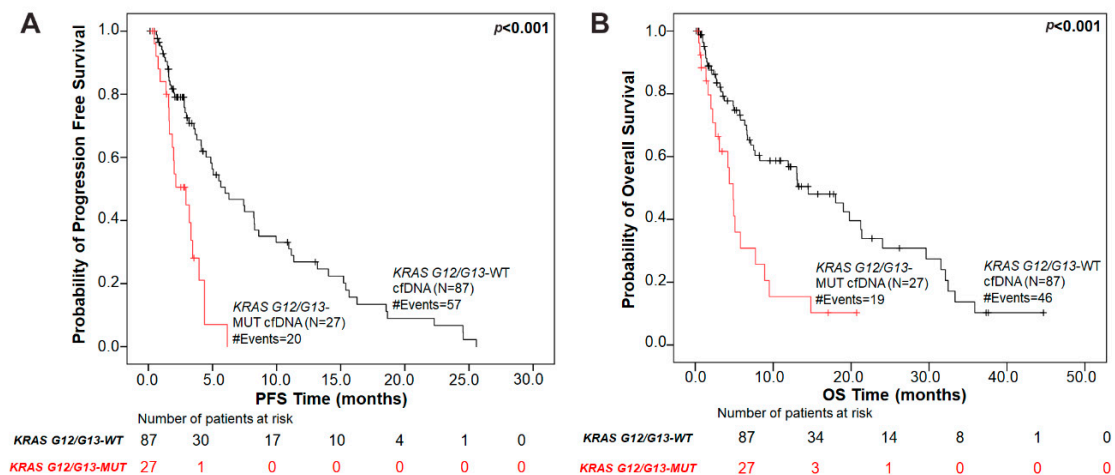 A
p<0.001
Probability of Progression Free Survival
1.0
0.8
0.6
0.4
0.2
0.0
KRAS G12/G13-WT
cfDNA (N=87)
#Events=57
KRAS G12/G13-
MUT cfDNA (N=27)
#Events=20
0.0 5.0 10.0 15.0 20.0 25.0 30.0
PFS Time (months)
Number of patients at risk
KRAS G12/G13-WT 87 30 17 10 4 1 0
KRAS G12/G13-MUT 27 1 0 0 0 0 0
B
p<0.001
Probability of Overall Survival
1.0
0.8
0.6
0.4
0.2
0.0
KRAS G12/G13-
MUT cfDNA (N=27)
#Events=19
KRAS G12/G13-WT
cfDNA (N=87)
#Events=46
0.0 10.0 20.0 30.0 40.0 50.0
OS Time (months)
Number of patients at risk
KRAS G12/G13-WT 87 34 14 8 1 0
KRAS G12/G13-MUT 27 3 1 0 0 0